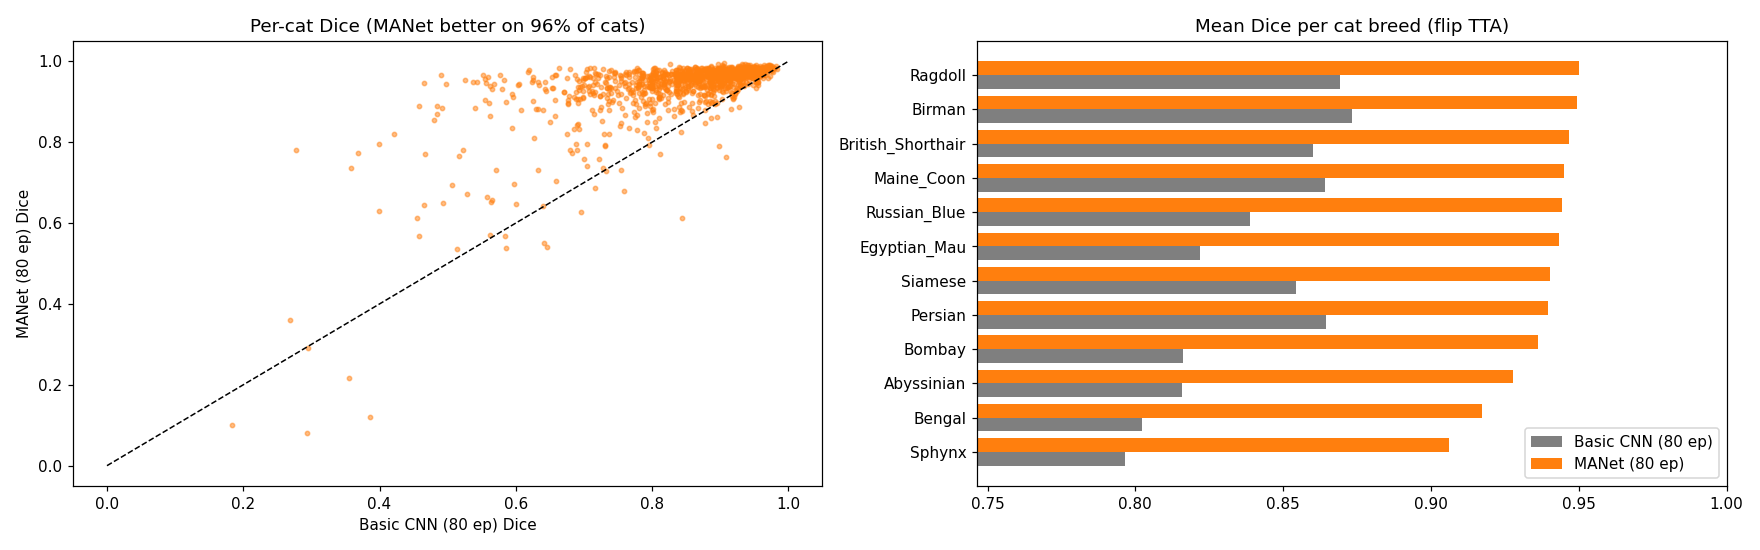 Per-cat Dice (MANet better on 96% of cats)
MANet (80 ep) Dice
1.0
0.8
0.6
0.4
0.2
0.0
0.0 0.2 0.4 0.6 0.8 1.0
Basic CNN (80 ep) Dice
Mean Dice per cat breed (flip TTA)
Ragdoll
Birman
British_Shorthair
Maine_Coon
Russian_Blue
Egyptian_Mau
Siamese
Persian
Bombay
Abyssinian
Bengal
Sphynx
Basic CNN (80 ep)
MANet (80 ep)
0.75 0.80 0.85 0.90 0.95 1.00